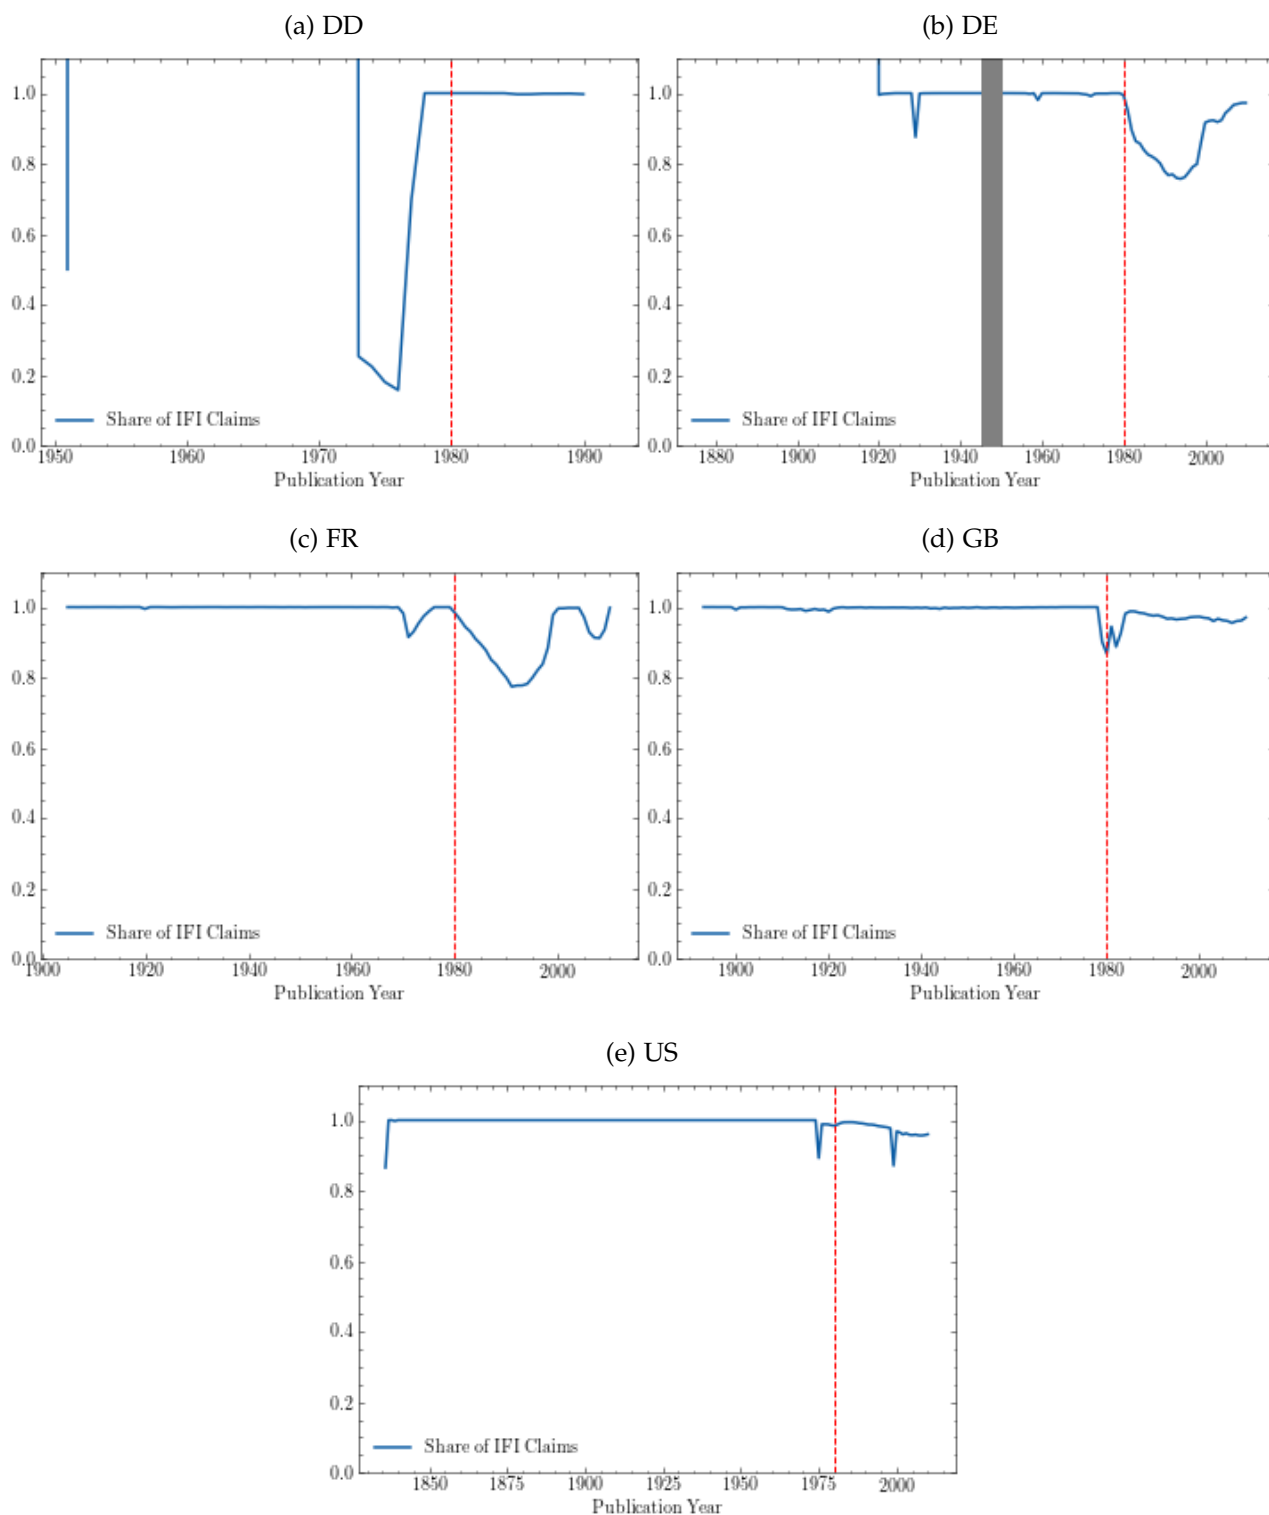 (a) DD
1.0
0.8
0.6
0.4
0.2
0.0
Share of IFI Claims
1950 1960 1970 1980 1990
Publication Year
(b) DE
1.0
0.8
0.6
0.4
0.2
0.0
Share of IFI Claims
1880 1900 1920 1940 1960 1980 2000
Publication Year
(c) FR
1.0
0.8
0.6
0.4
0.2
0.0
Share of IFI Claims
1900 1920 1940 1960 1980 2000
Publication Year
(d) GB
1.0
0.8
0.6
0.4
0.2
0.0
Share of IFI Claims
1900 1920 1940 1960 1980 2000
Publication Year
(e) US
1.0
0.8
0.6
0.4
0.2
0.0
Share of IFI Claims
1850 1875 1900 1925 1950 1975 2000
Publication Year